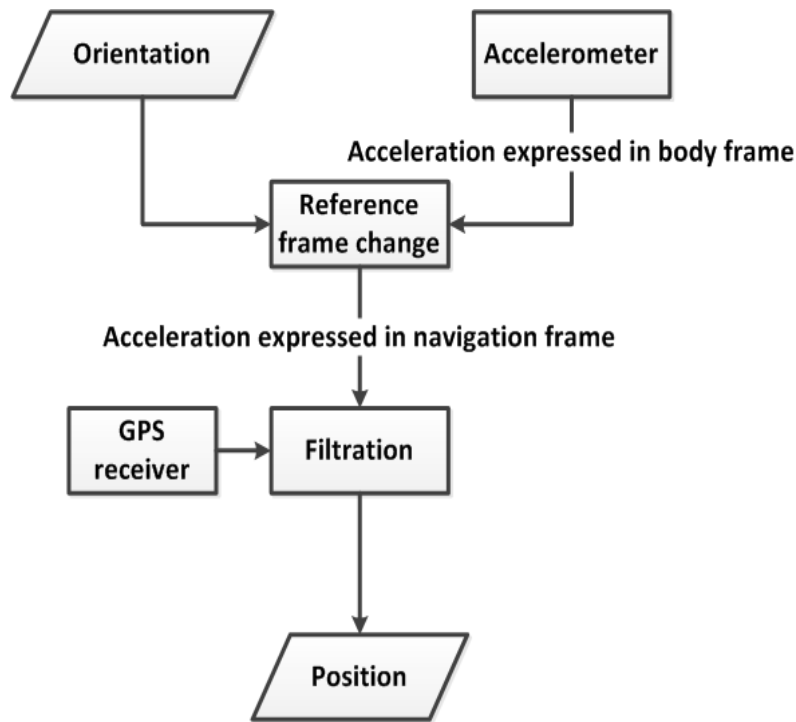 Orientation
Accelerometer
Acceleration expressed in body frame
Reference
frame change
Acceleration expressed in navigation frame
GPS
receiver
Filtration
Position